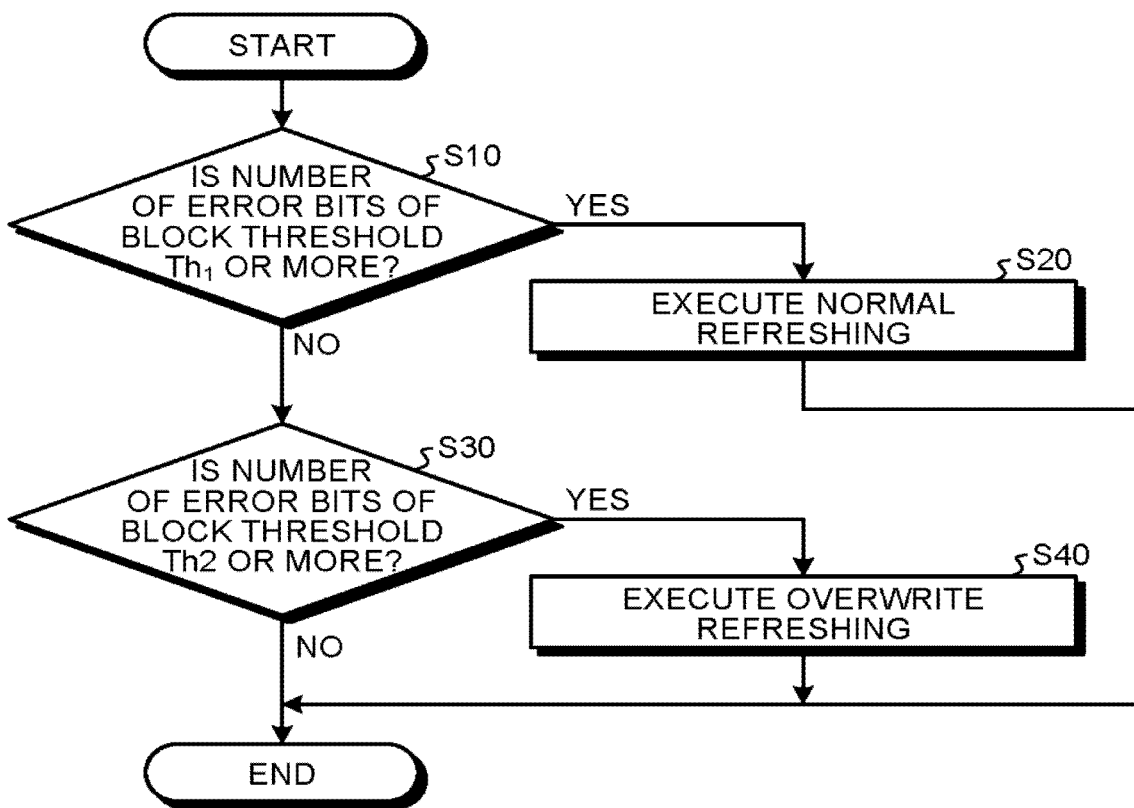 START
S10
IS NUMBER
OF ERROR BITS OF
BLOCK THRESHOLD
Th₁ OR MORE?
YES
NO
S20
EXECUTE NORMAL
REFRESHING
S30
IS NUMBER
OF ERROR BITS OF
BLOCK THRESHOLD
Th2 OR MORE?
YES
NO
S40
EXECUTE OVERWRITE
REFRESHING
END